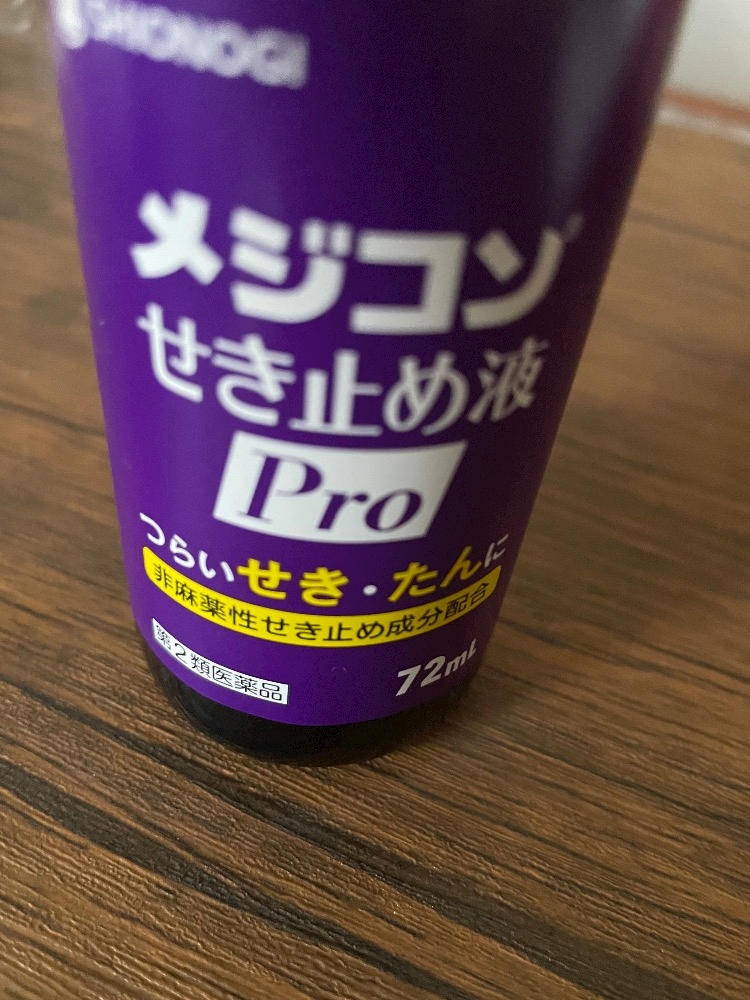 SHIONOGI
メジコン®
せき止め液
Pro
つらいせき・たんに
非麻薬性せき止め成分配合
第2類医薬品
72mL